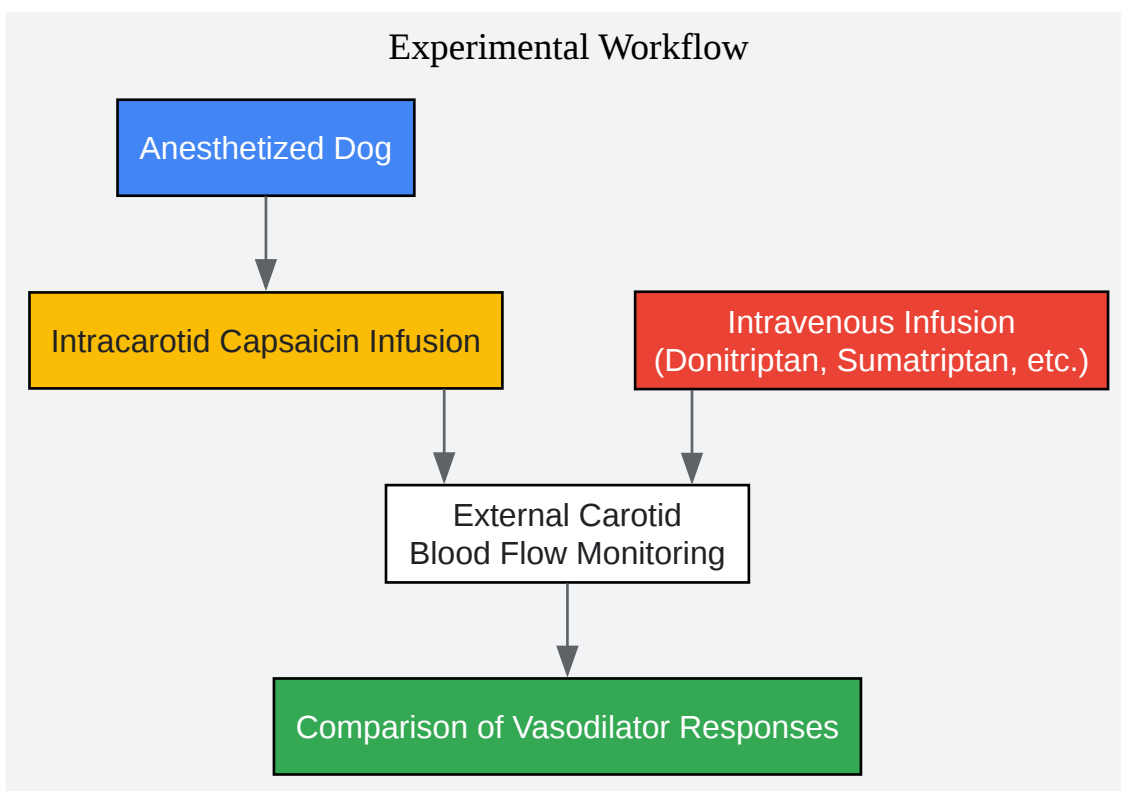 Experimental Workflow
Anesthetized Dog
Intracarotid Capsaicin Infusion
Intravenous Infusion
(Donitriptan, Sumatriptan, etc.)
External Carotid
Blood Flow Monitoring
Comparison of Vasodilator Responses